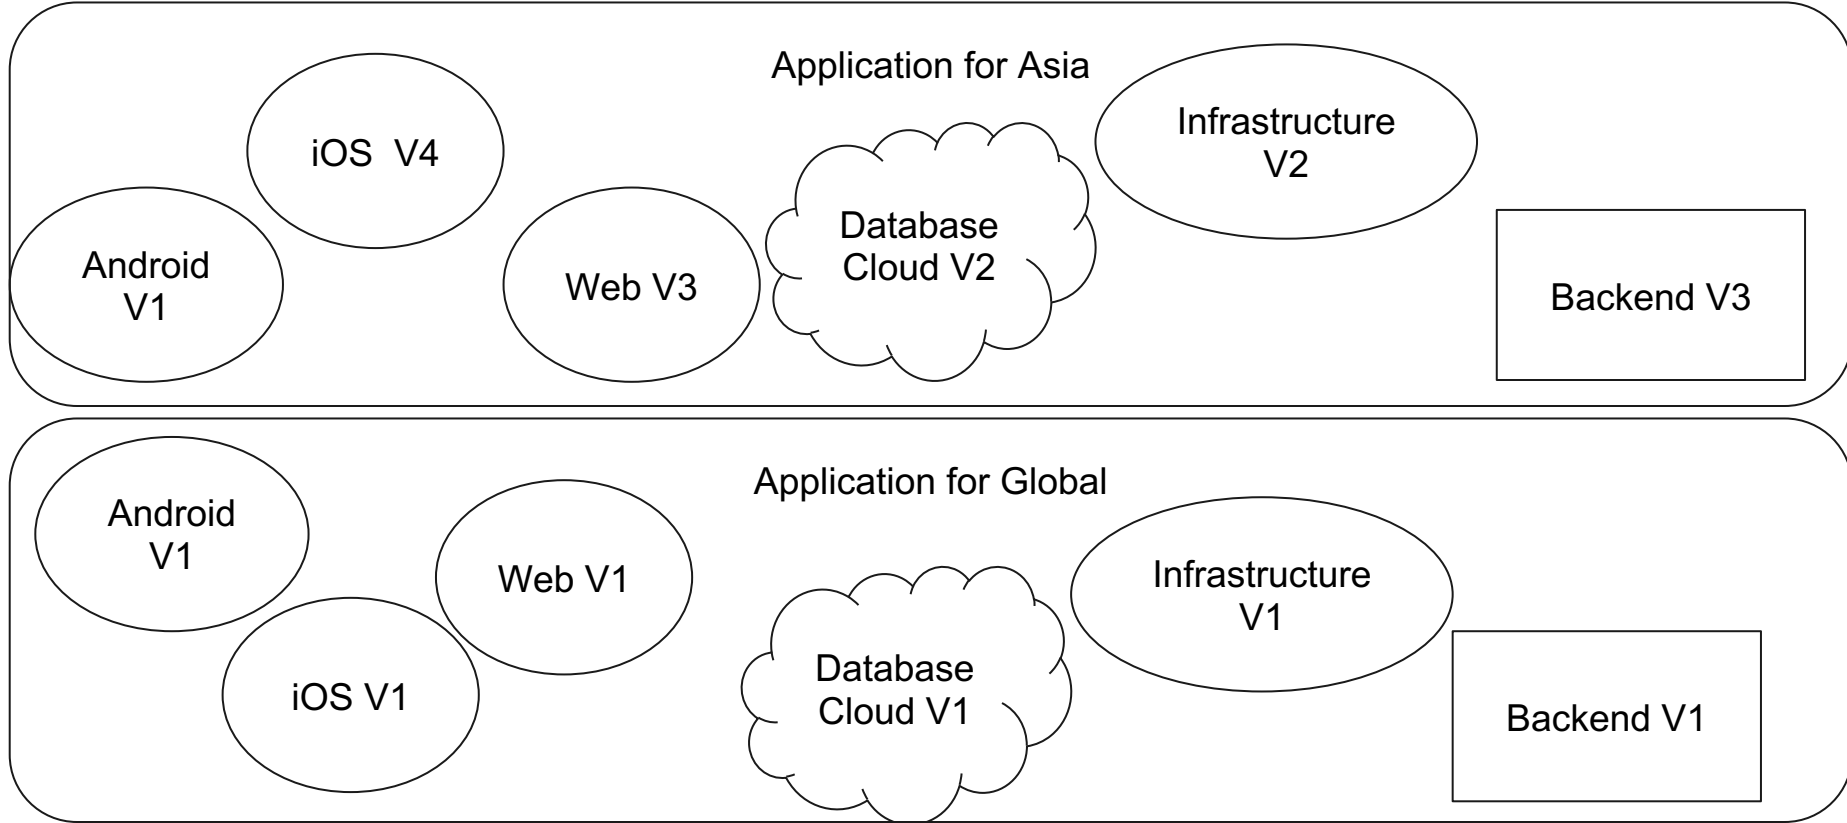 Application for Asia
iOS  V4
Infrastructure
V2
Android
V1
Web V3
Database
Cloud V2
Backend V3
Application for Global
Android
V1
Web V1
Infrastructure
V1
iOS V1
Database
Cloud V1
Backend V1